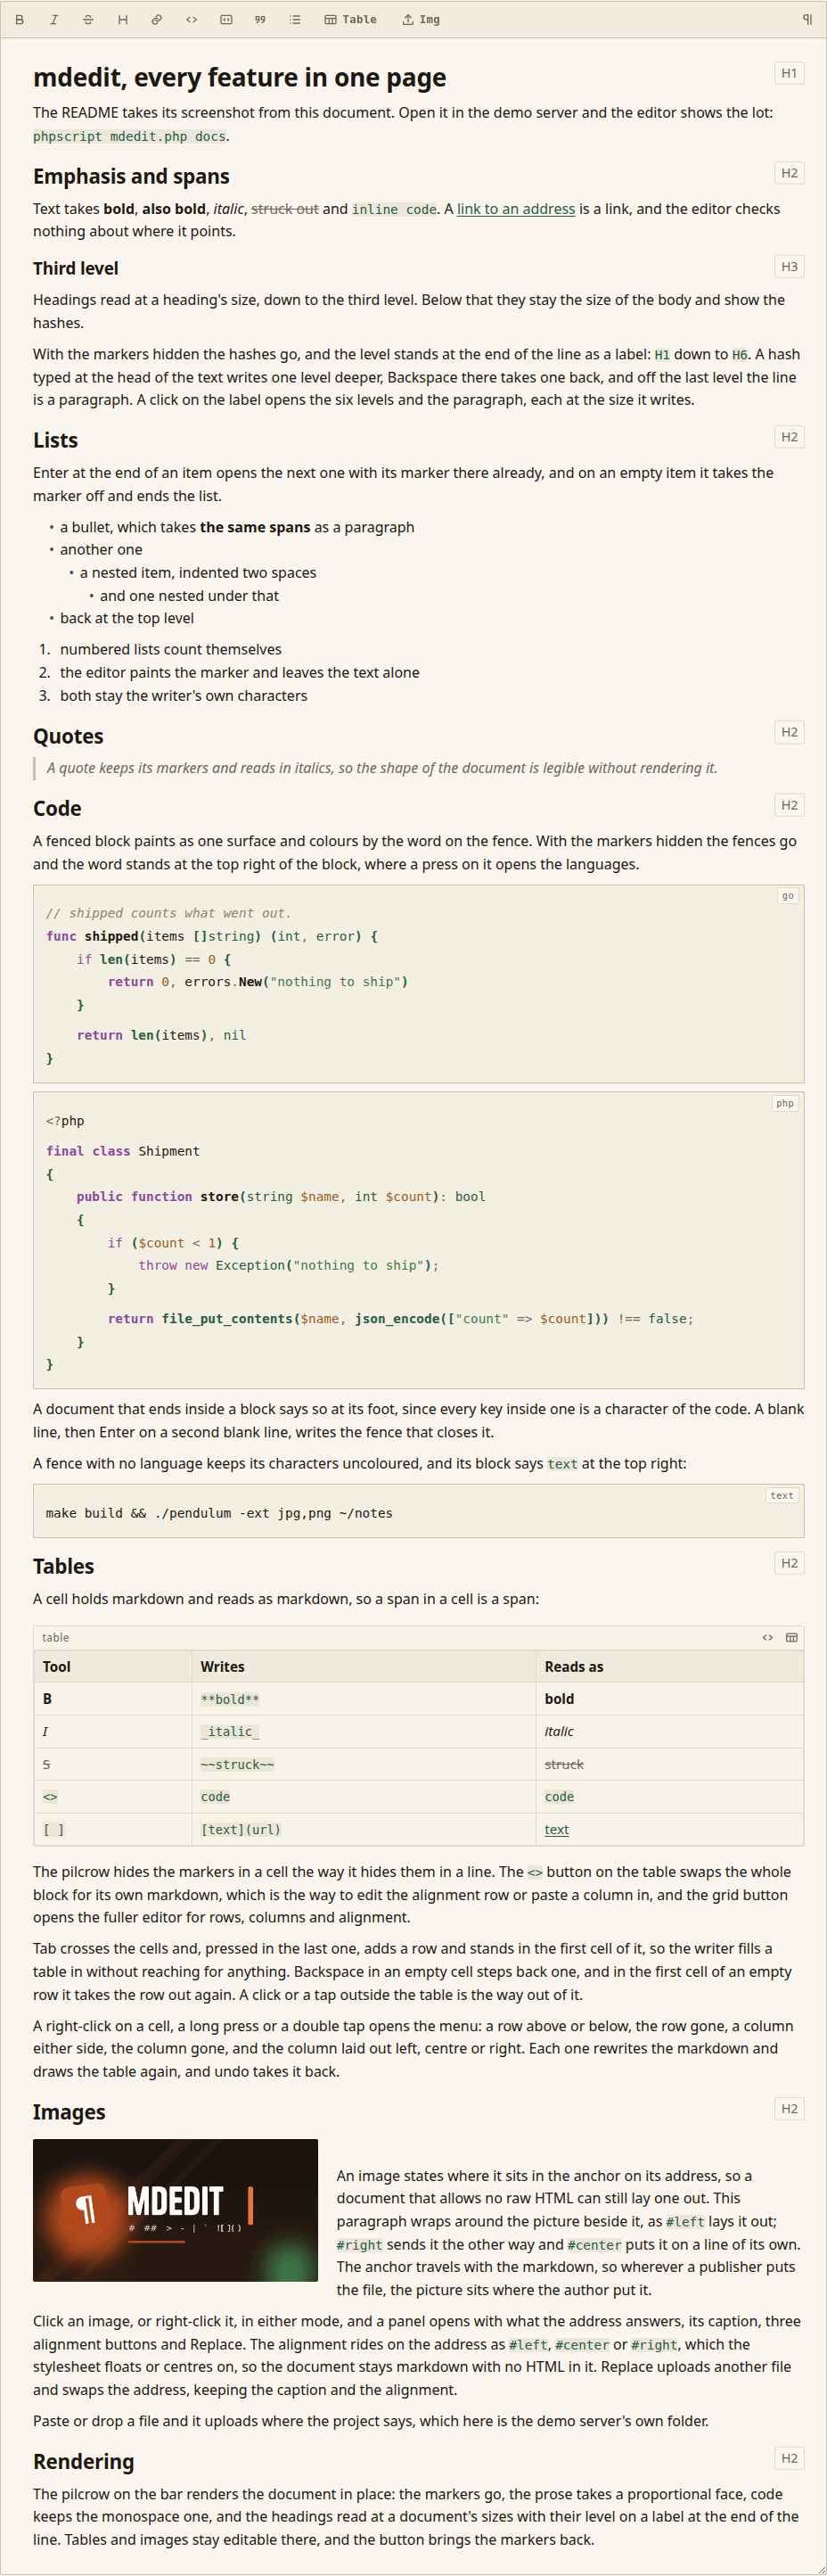 B I S H <> Table Img ¶
mdedit, every feature in one page H1
The README takes its screenshot from this document. Open it in the demo server and the editor shows the lot:
phpscript mdedit.php docs.
Emphasis and spans H2
Text takes bold, also bold, italic, struck out and inline code. A link to an address is a link, and the editor checks
nothing about where it points.
Third level H3
Headings read at a heading's size, down to the third level. Below that they stay the size of the body and show the
hashes.
With the markers hidden the hashes go, and the level stands at the end of the line as a label: H1 down to H6. A hash
typed at the head of the text writes one level deeper, Backspace there takes one back, and off the last level the line
is a paragraph. A click on the label opens the six levels and the paragraph, each at the size it writes.
Lists H2
Enter at the end of an item opens the next one with its marker there already, and on an empty item it takes the
marker off and ends the list.
• a bullet, which takes the same spans as a paragraph
• another one
• a nested item, indented two spaces
• and one nested under that
• back at the top level
1. numbered lists count themselves
2. the editor paints the marker and leaves the text alone
3. both stay the writer's own characters
Quotes H2
A quote keeps its markers and reads in italics, so the shape of the document is legible without rendering it.
Code H2
A fenced block paints as one surface and colours by the word on the fence. With the markers hidden the fences go
and the word stands at the top right of the block, where a press on it opens the languages.
go
// shipped counts what went out.
func shipped(items []string) (int, error) {
    if len(items) == 0 {
        return 0, errors.New("nothing to ship")
    }
    return len(items), nil
}
php
<?php
final class Shipment
{
    public function store(string $name, int $count): bool
    {
        if ($count < 1) {
            throw new Exception("nothing to ship");
        }
        return file_put_contents($name, json_encode(["count" => $count])) !== false;
    }
}
A document that ends inside a block says so at its foot, since every key inside one is a character of the code. A blank
line, then Enter on a second blank line, writes the fence that closes it.
A fence with no language keeps its characters uncoloured, and its block says text at the top right:
text
make build && ./pendulum -ext jpg,png ~/notes
Tables H2
A cell holds markdown and reads as markdown, so a span in a cell is a span:
table <>
Tool Writes Reads as
B **bold** bold
I _italic_ italic
S ~~struck~~ struck
<> code code
[ ] [text](url) text
The pilcrow hides the markers in a cell the way it hides them in a line. The <> button on the table swaps the whole
block for its own markdown, which is the way to edit the alignment row or paste a column in, and the grid button
opens the fuller editor for rows, columns and alignment.
Tab crosses the cells and, pressed in the last one, adds a row and stands in the first cell of it, so the writer fills a
table in without reaching for anything. Backspace in an empty cell steps back one, and in the first cell of an empty
row it takes the row out again. A click or a tap outside the table is the way out of it.
A right-click on a cell, a long press or a double tap opens the menu: a row above or below, the row gone, a column
either side, the column gone, and the column laid out left, centre or right. Each one rewrites the markdown and
draws the table again, and undo takes it back.
Images H2
¶ MDEDIT
# ## > - | ` ![]()
An image states where it sits in the anchor on its address, so a
document that allows no raw HTML can still lay one out. This
paragraph wraps around the picture beside it, as #left lays it out;
#right sends it the other way and #center puts it on a line of its own.
The anchor travels with the markdown, so wherever a publisher puts
the file, the picture sits where the author put it.
Click an image, or right-click it, in either mode, and a panel opens with what the address answers, its caption, three
alignment buttons and Replace. The alignment rides on the address as #left, #center or #right, which the
stylesheet floats or centres on, so the document stays markdown with no HTML in it. Replace uploads another file
and swaps the address, keeping the caption and the alignment.
Paste or drop a file and it uploads where the project says, which here is the demo server's own folder.
Rendering H2
The pilcrow on the bar renders the document in place: the markers go, the prose takes a proportional face, code
keeps the monospace one, and the headings read at a document's sizes with their level on a label at the end of the
line. Tables and images stay editable there, and the button brings the markers back.